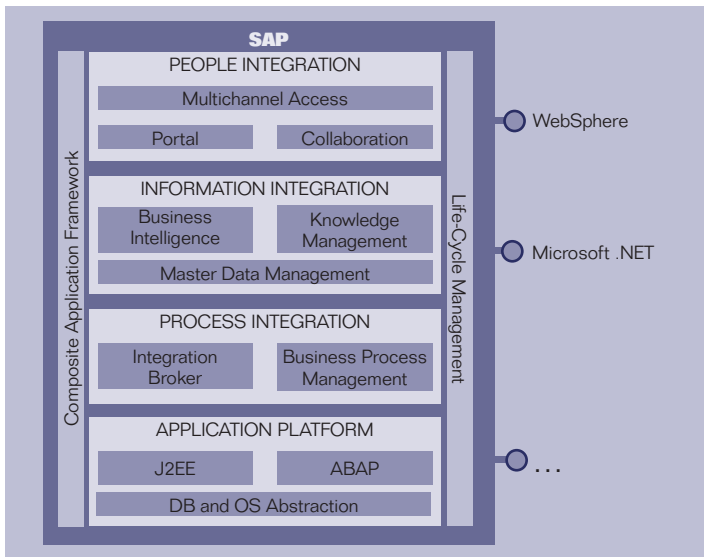 SAP
Composite Application Framework
PEOPLE INTEGRATION
Multichannel Access
Portal
Collaboration
INFORMATION INTEGRATION
Business
Intelligence
Knowledge
Management
Master Data Management
PROCESS INTEGRATION
Integration
Broker
Business Process
Management
APPLICATION PLATFORM
J2EE
ABAP
DB and OS Abstraction
Life-Cycle Management
WebSphere
Microsoft .NET
...